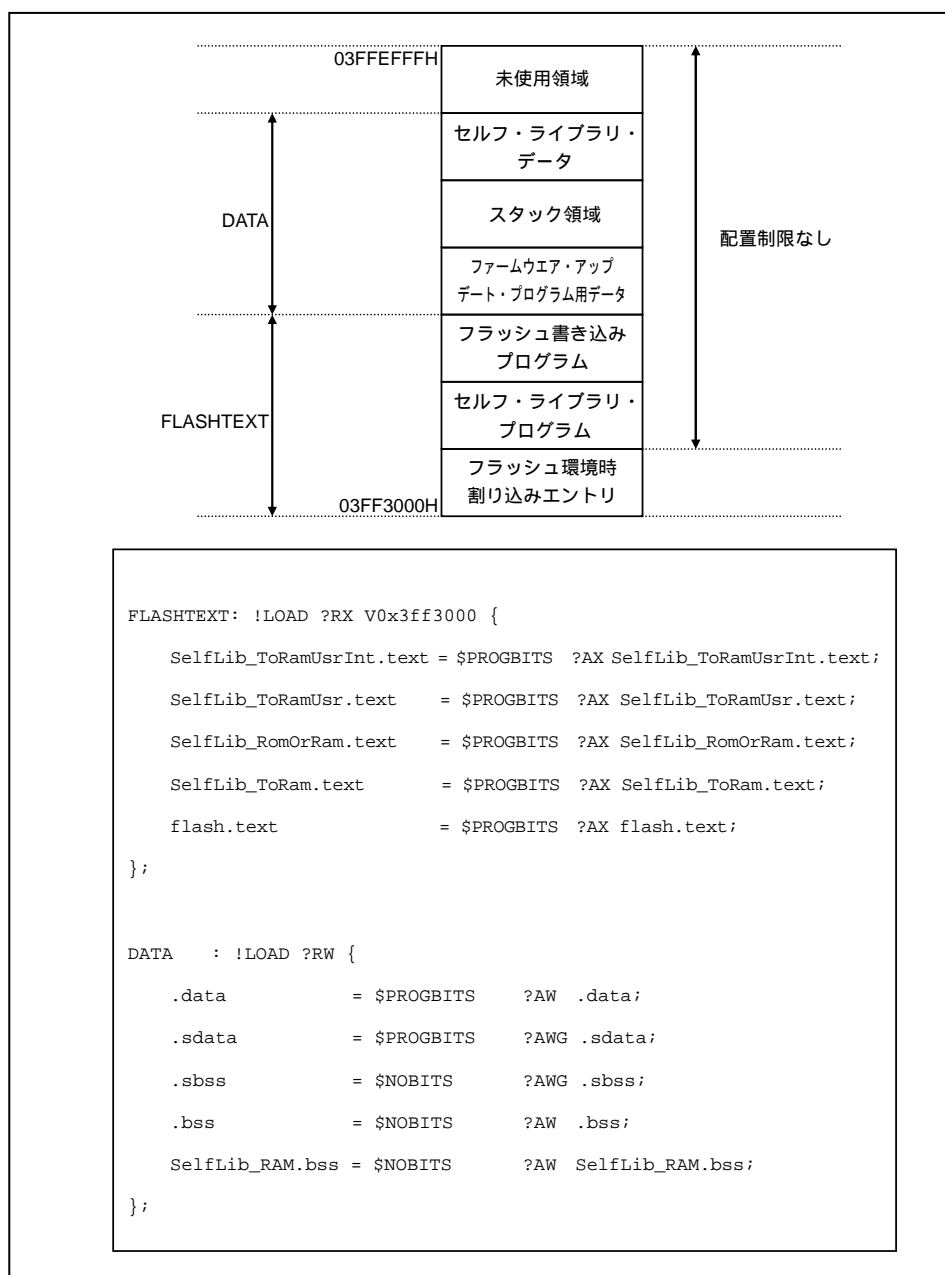 03FFEFFFH
未使用領域
セルフ・ライブラリ・
データ
DATA
スタック領域
配置制限なし
ファームウエア・アップ
デート・プログラム用データ
フラッシュ書き込み
プログラム
FLASHTEXT
セルフ・ライブラリ・
プログラム
フラッシュ環境時
割り込みエントリ
03FF3000H
FLASHTEXT: !LOAD ?RX V0x3ff3000 {
SelfLib_ToRamUsrInt.text = $PROGBITS ?AX SelfLib_ToRamUsrInt.text;
SelfLib_ToRamUsr.text = $PROGBITS ?AX SelfLib_ToRamUsr.text;
SelfLib_RomOrRam.text = $PROGBITS ?AX SelfLib_RomOrRam.text;
SelfLib_ToRam.text = $PROGBITS ?AX SelfLib_ToRam.text;
flash.text = $PROGBITS ?AX flash.text;
};
DATA : !LOAD ?RW {
.data = $PROGBITS ?AW .data;
.sdata = $PROGBITS ?AWG .sdata;
.sbss = $NOBITS ?AWG .sbss;
.bss = $NOBITS ?AW .bss;
SelfLib_RAM.bss = $NOBITS ?AW SelfLib_RAM.bss;
};